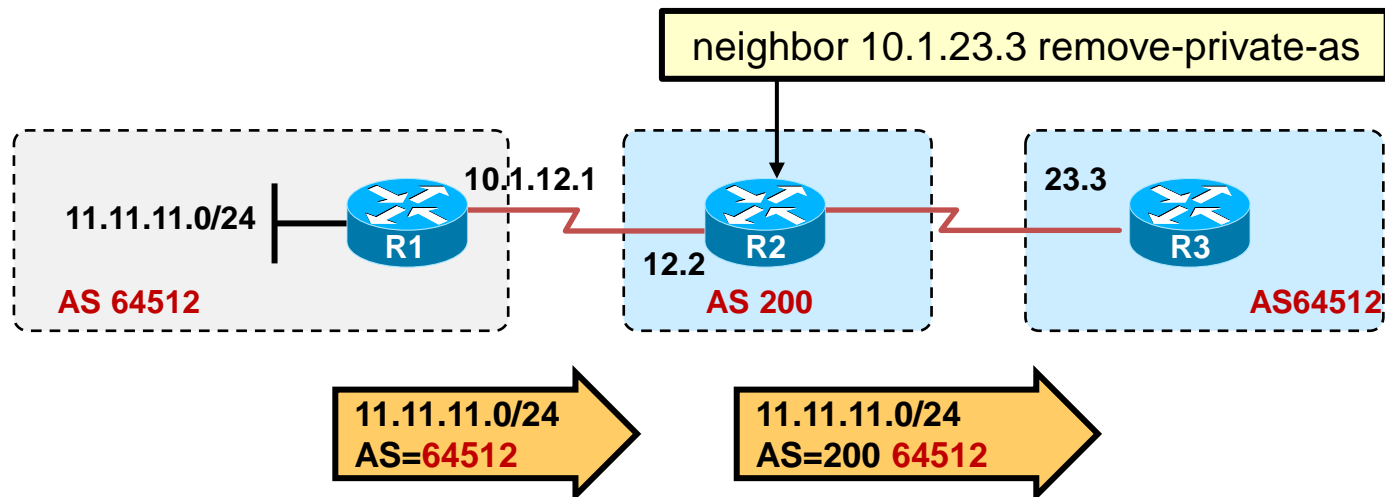 neighbor 10.1.23.3 remove-private-as
10.1.12.1
23.3
11.11.11.0/24
R1
R2
R3
12.2
AS 64512
AS 200
AS64512
11.11.11.0/24
AS=64512
11.11.11.0/24
AS=200 64512